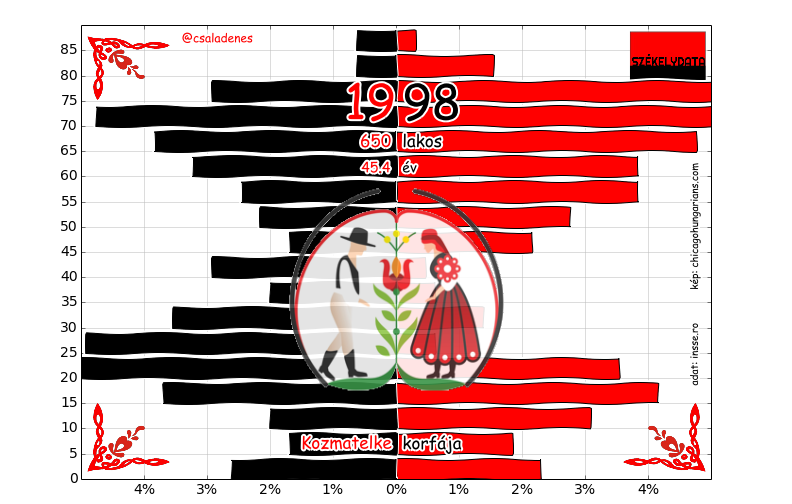 @csaladenes
SZÉKELYDATA
1998
650 lakos
45.4 év
kép: chicagohungarians.com
adat: insse.ro
Kozmatelke korfája
85
80
75
70
65
60
55
50
45
40
35
30
25
20
15
10
5
0
4% 3% 2% 1% 0% 1% 2% 3% 4%